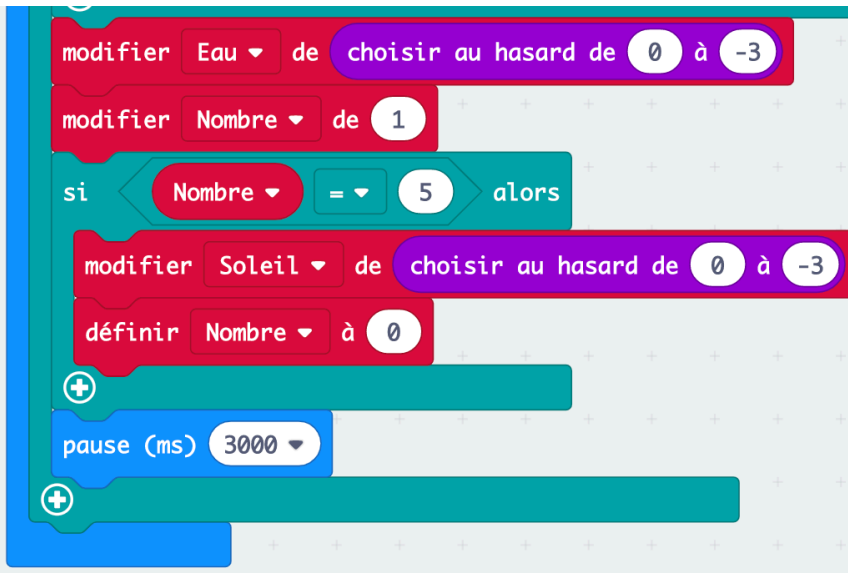 modifier Eau de choisir au hasard de 0 à -3
modifier Nombre de 1
si Nombre = 5 alors
modifier Soleil de choisir au hasard de 0 à -3
définir Nombre à 0
pause (ms) 3000